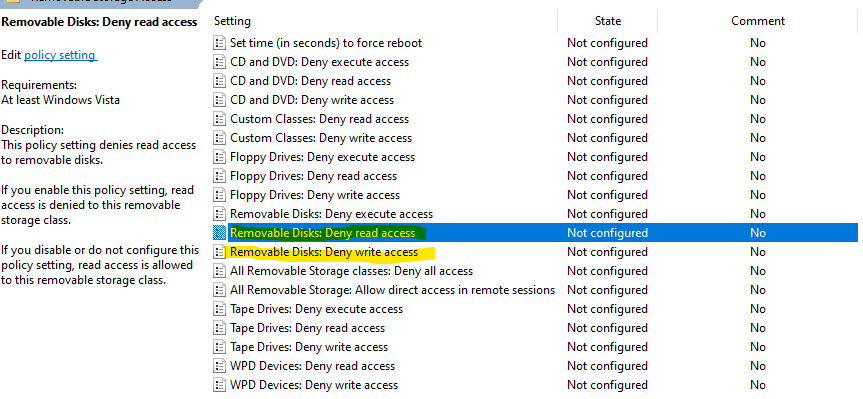 Removable Storage Access
Removable Disks: Deny read access
Edit policy setting
Requirements:
At least Windows Vista
Description:
This policy setting denies read access
to removable disks.
If you enable this policy setting, read
access is denied to this removable
storage class.
If you disable or do not configure this
policy setting, read access is allowed
to this removable storage class.
Setting State Comment
Set time (in seconds) to force reboot Not configured No
CD and DVD: Deny execute access Not configured No
CD and DVD: Deny read access Not configured No
CD and DVD: Deny write access Not configured No
Custom Classes: Deny read access Not configured No
Custom Classes: Deny write access Not configured No
Floppy Drives: Deny execute access Not configured No
Floppy Drives: Deny read access Not configured No
Floppy Drives: Deny write access Not configured No
Removable Disks: Deny execute access Not configured No
Removable Disks: Deny read access Not configured No
Removable Disks: Deny write access Not configured No
All Removable Storage classes: Deny all access Not configured No
All Removable Storage: Allow direct access in remote sessions Not configured No
Tape Drives: Deny execute access Not configured No
Tape Drives: Deny read access Not configured No
Tape Drives: Deny write access Not configured No
WPD Devices: Deny read access Not configured No
WPD Devices: Deny write access Not configured No